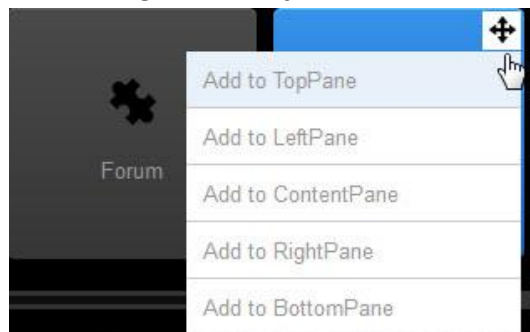 Add to TopPane
Add to LeftPane
Forum
Add to ContentPane
Add to RightPane
Add to BottomPane